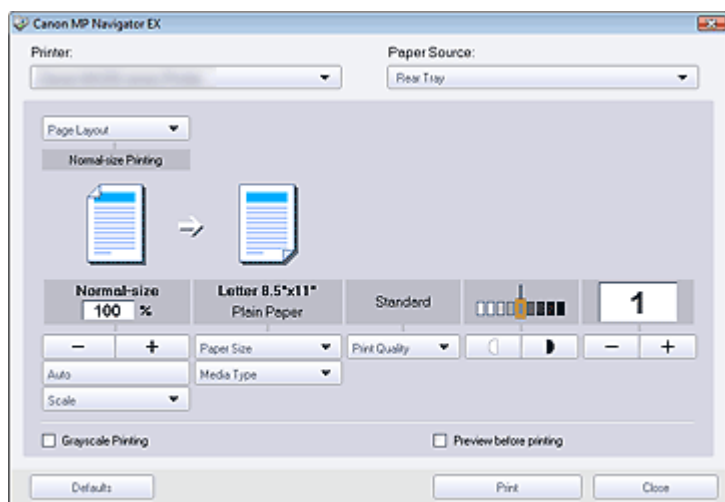 Canon MP Navigator EX
Printer:
Paper Source:
Rear Tray
Page Layout
Normal-size Printing
Normal-size
100 %
Letter 8.5"x11"
Plain Paper
Standard
1
− +
Paper Size
Print Quality
− +
Auto
Media Type
Scale
Grayscale Printing
Preview before printing
Defaults
Print
Close